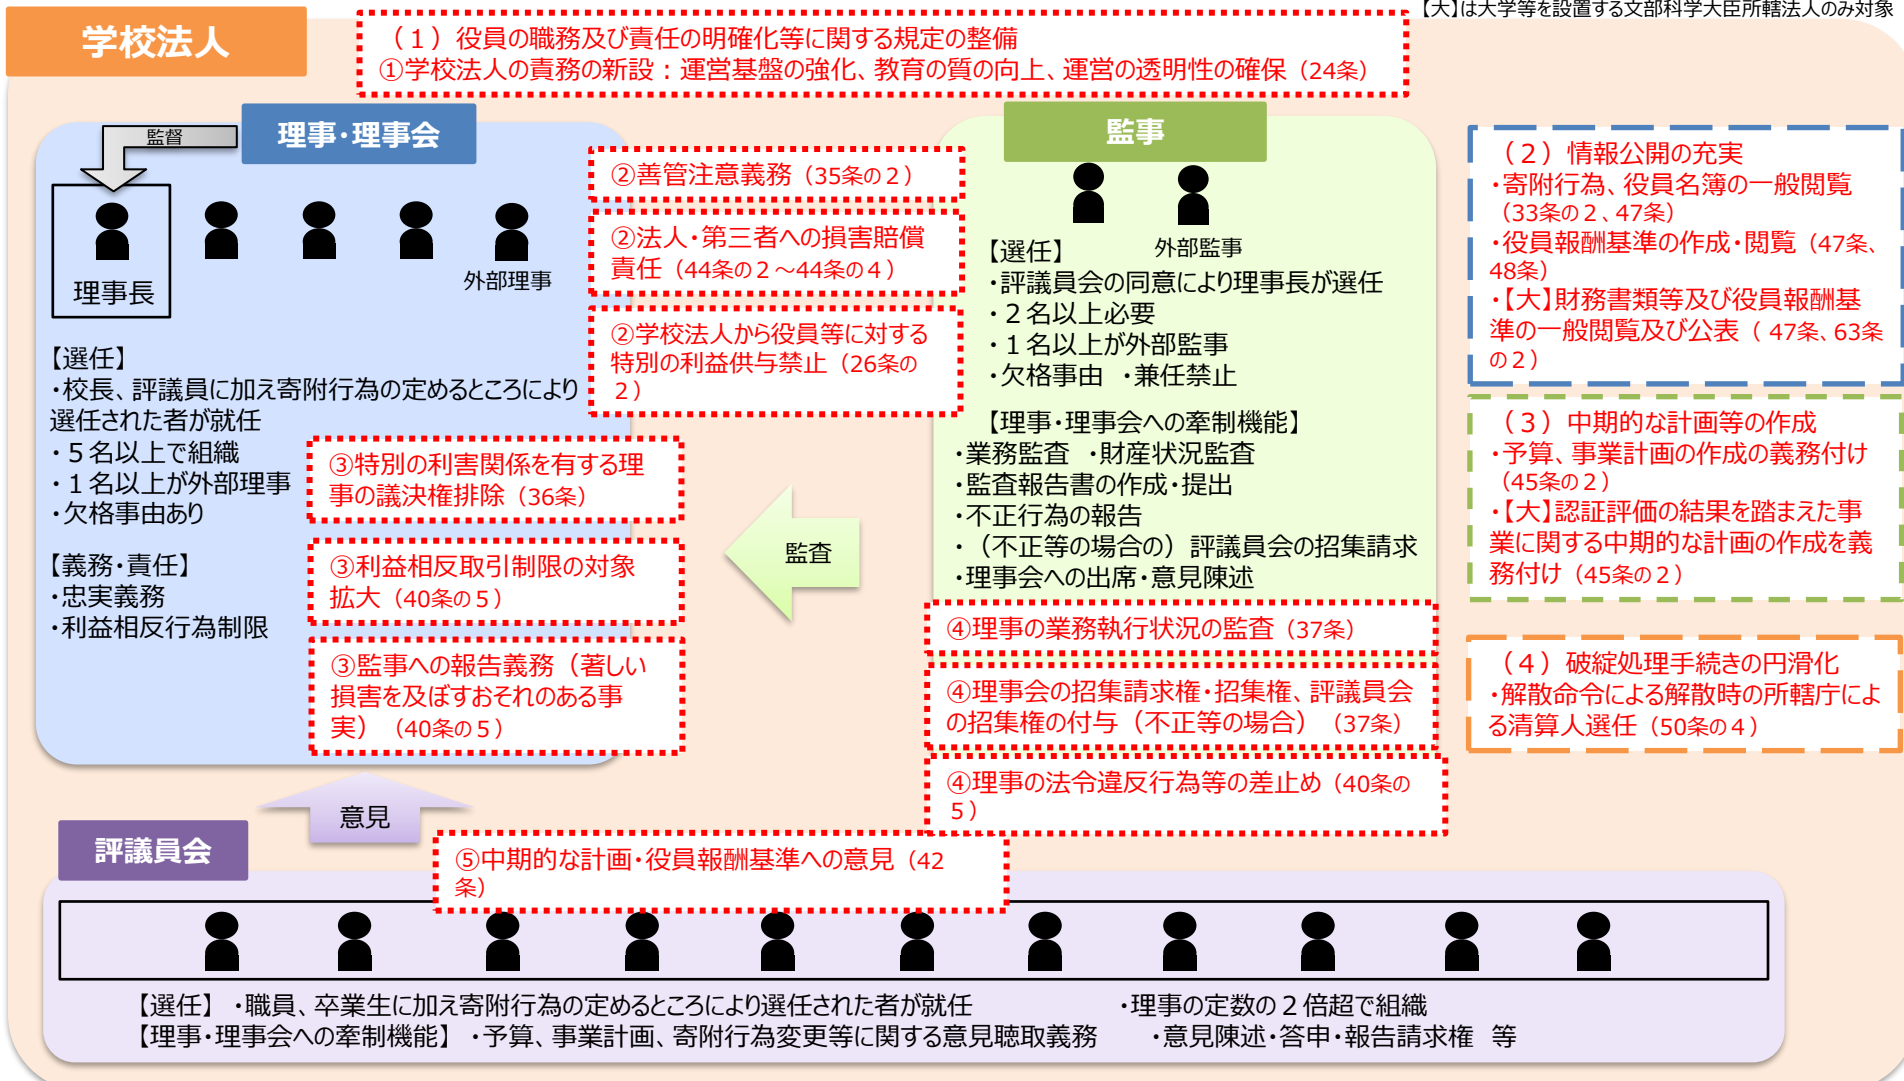 【大】は大学等を設置する文部科学大臣所轄法人のみ対象
学校法人
（１）役員の職務及び責任の明確化等に関する規定の整備
①学校法人の責務の新設：運営基盤の強化、教育の質の向上、運営の透明性の確保（24条）
理事・理事会
監督
理事長
外部理事
【選任】
・校長、評議員に加え寄附行為の定めるところにより
選任された者が就任
・５名以上で組織
・１名以上が外部理事
・欠格事由あり
【義務・責任】
・忠実義務
・利益相反行為制限
②善管注意義務（35条の２）
②法人・第三者への損害賠償
責任（44条の２～44条の４）
②学校法人から役員等に対する
特別の利益供与禁止（26条の
２）
③特別の利害関係を有する理
事の議決権排除（36条）
③利益相反取引制限の対象
拡大（40条の５）
③監事への報告義務（著しい
損害を及ぼすおそれのある事
実）（40条の５）
監査
監事
外部監事
【選任】
・評議員会の同意により理事長が選任
・２名以上必要
・１名以上が外部監事
・欠格事由　・兼任禁止
【理事・理事会への牽制機能】
・業務監査　・財産状況監査
・監査報告書の作成・提出
・不正行為の報告
・（不正等の場合の）評議員会の招集請求
・理事会への出席・意見陳述
④理事の業務執行状況の監査（37条）
④理事会の招集請求権・招集権、評議員会
の招集権の付与（不正等の場合）（37条）
④理事の法令違反行為等の差止め（40条の
５）
（２）情報公開の充実
・寄附行為、役員名簿の一般閲覧
（33条の２、47条）
・役員報酬基準の作成・閲覧（47条、
48条）
・【大】財務書類等及び役員報酬基
準の一般閲覧及び公表（ 47条、63条
の２）
（３）中期的な計画等の作成
・予算、事業計画の作成の義務付け
（45条の２）
・【大】認証評価の結果を踏まえた事
業に関する中期的な計画の作成を義
務付け（45条の２）
（４）破綻処理手続きの円滑化
・解散命令による解散時の所轄庁によ
る清算人選任（50条の４）
意見
評議員会
⑤中期的な計画・役員報酬基準への意見（42
条）
【選任】 ・職員、卒業生に加え寄附行為の定めるところにより選任された者が就任　・理事の定数の２倍超で組織
【理事・理事会への牽制機能】 ・予算、事業計画、寄附行為変更等に関する意見聴取義務　・意見陳述・答申・報告請求権　等